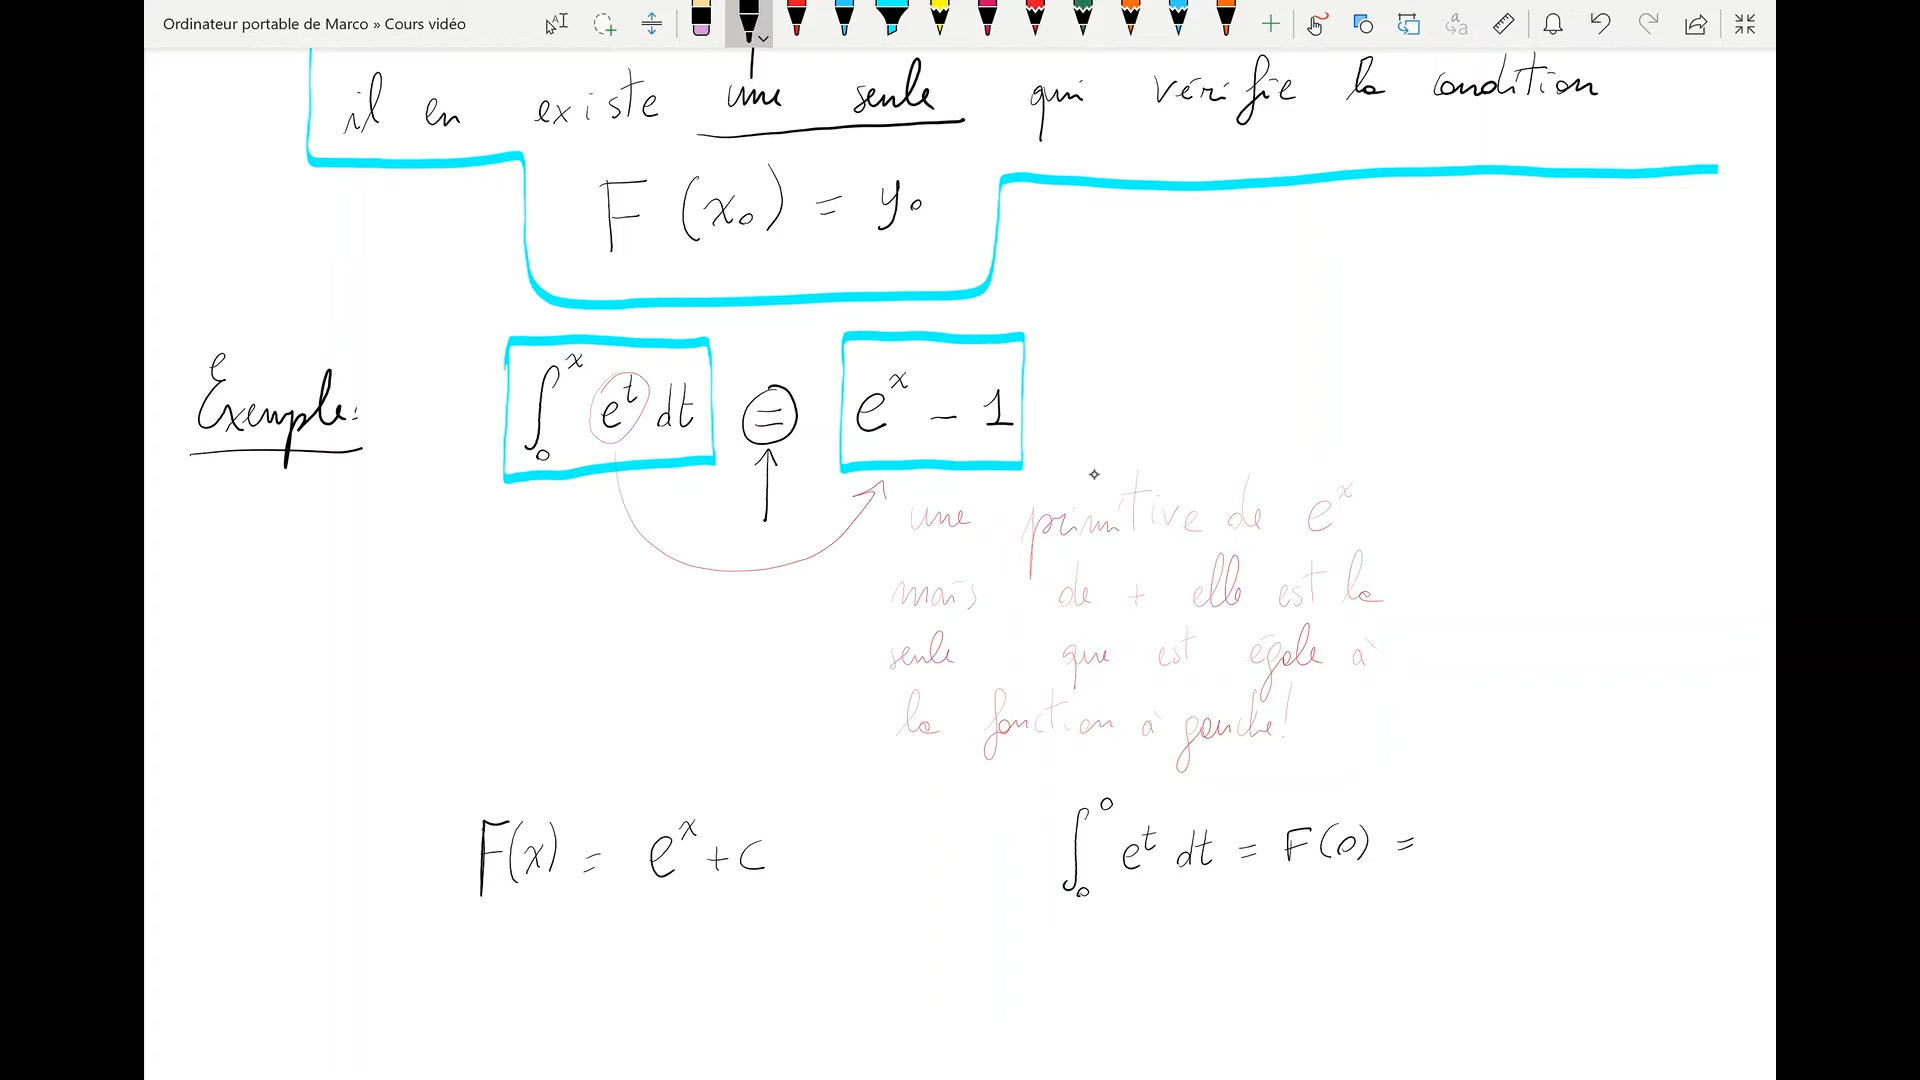 Ordinateur portable de Marco » Cours vidéo
il en existe une seule qui vérifie la condition
F (x₀) = y₀
Exemple: ∫₀ˣ eᵗ dt = eˣ - 1
une primitive de eˣ
mais de + elle est la
seule que est égale à
la fonction à gauche!
F(x) = eˣ + c
∫₀⁰ eᵗ dt = F(0) =